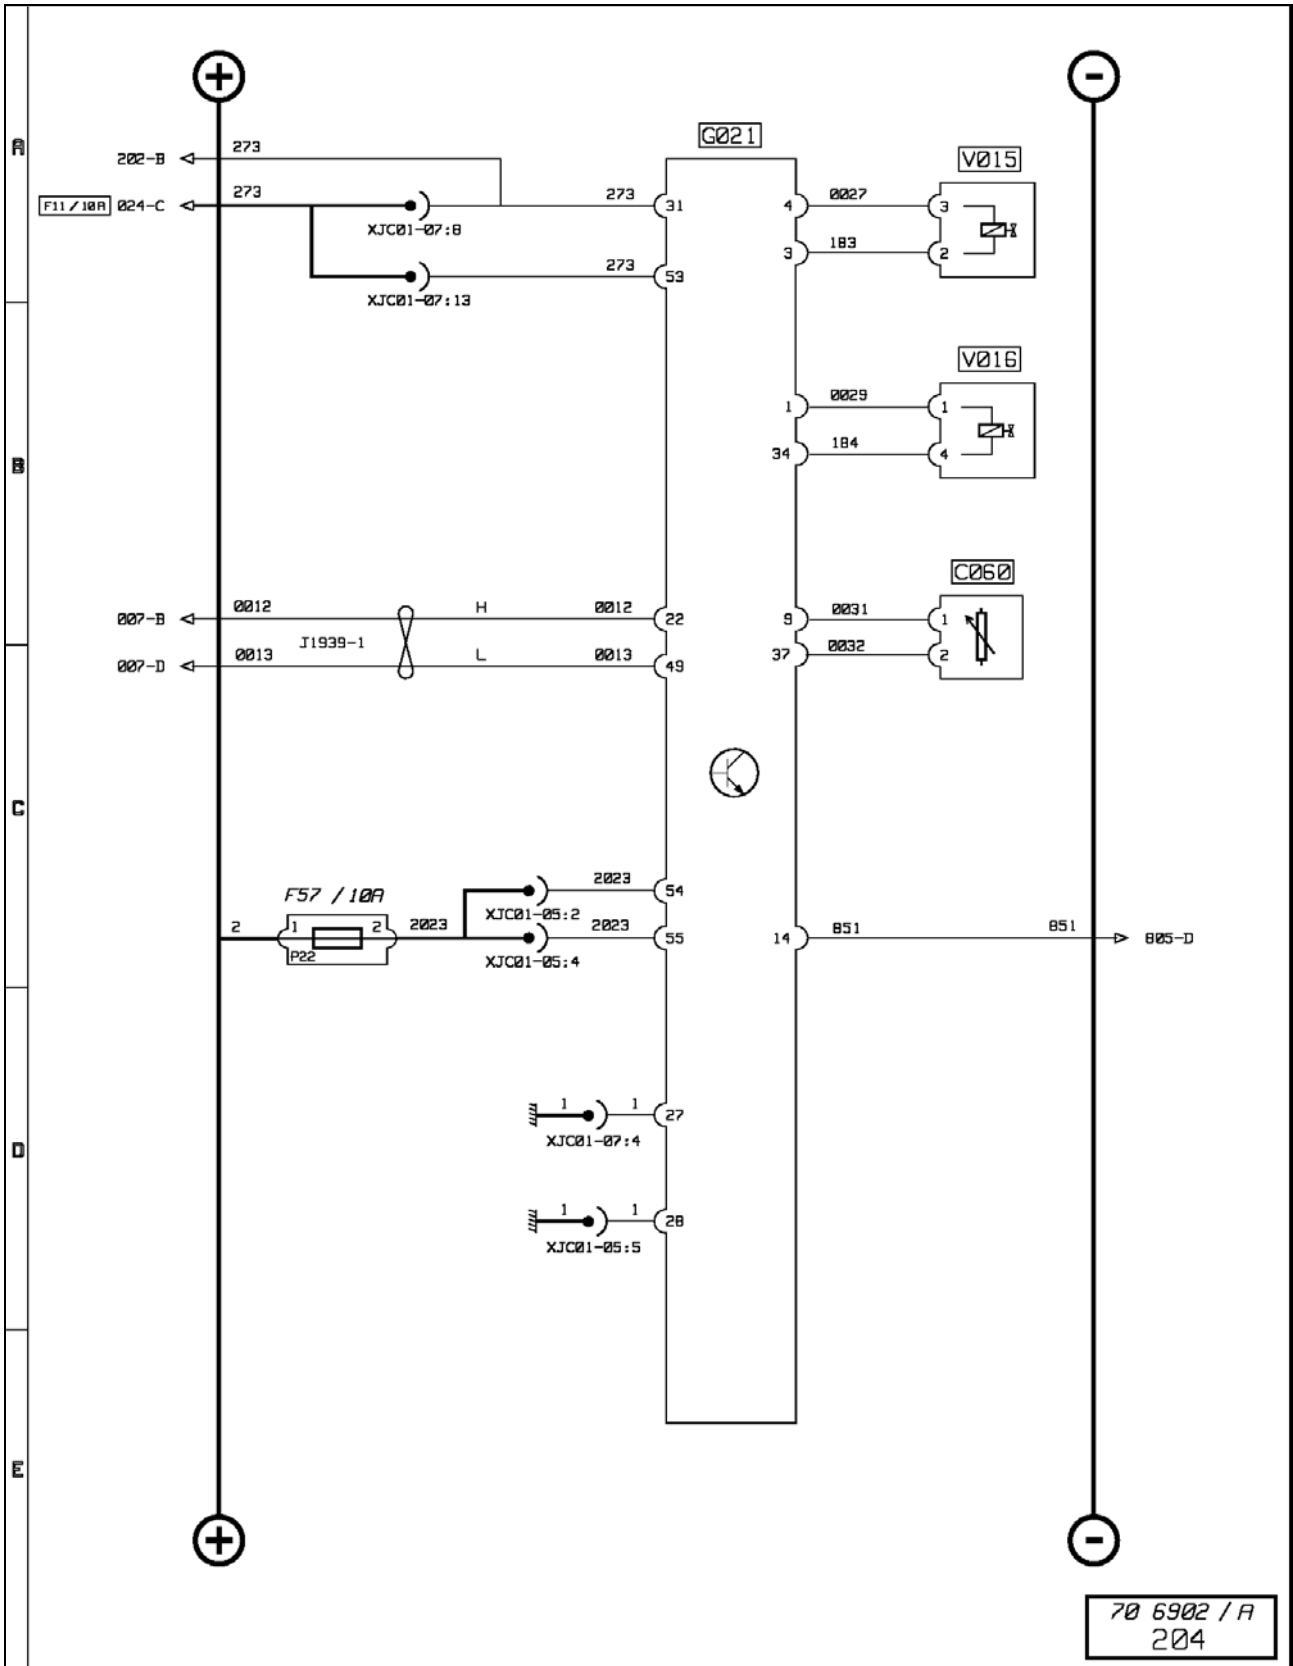 G021
A
202-B 273
V015
F11/10A 024-C 273 273 31 4 0027 3
XJC01-07:8
3 183 2
273 53
XJC01-07:13
V016
1 0029 1
B
34 184 4
C060
007-B 0012 H 0012 22 9 0031 1
J1939-1
007-D 0013 L 0013 49 37 0032 2
C
2023 54
F57 / 10A
XJC01-05:2
2 1 2 2023 2023 55 14 851 851 805-D
P22
XJC01-05:4
1 1 27
XJC01-07:4
D
1 1 28
XJC01-05:5
E
70 6902 / A
204